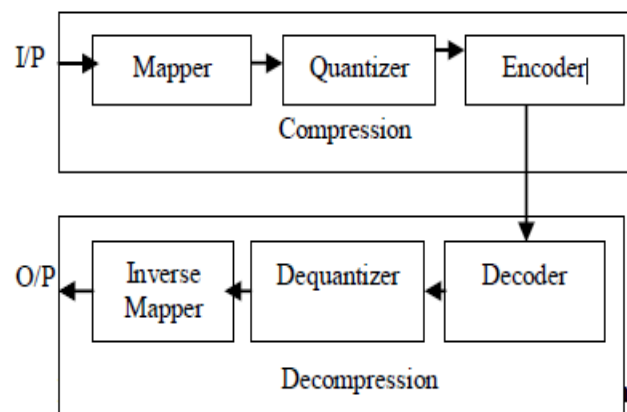 I/P
Mapper
Quantizer
Encoder
Compression
O/P
Inverse
Mapper
Dequantizer
Decoder
Decompression